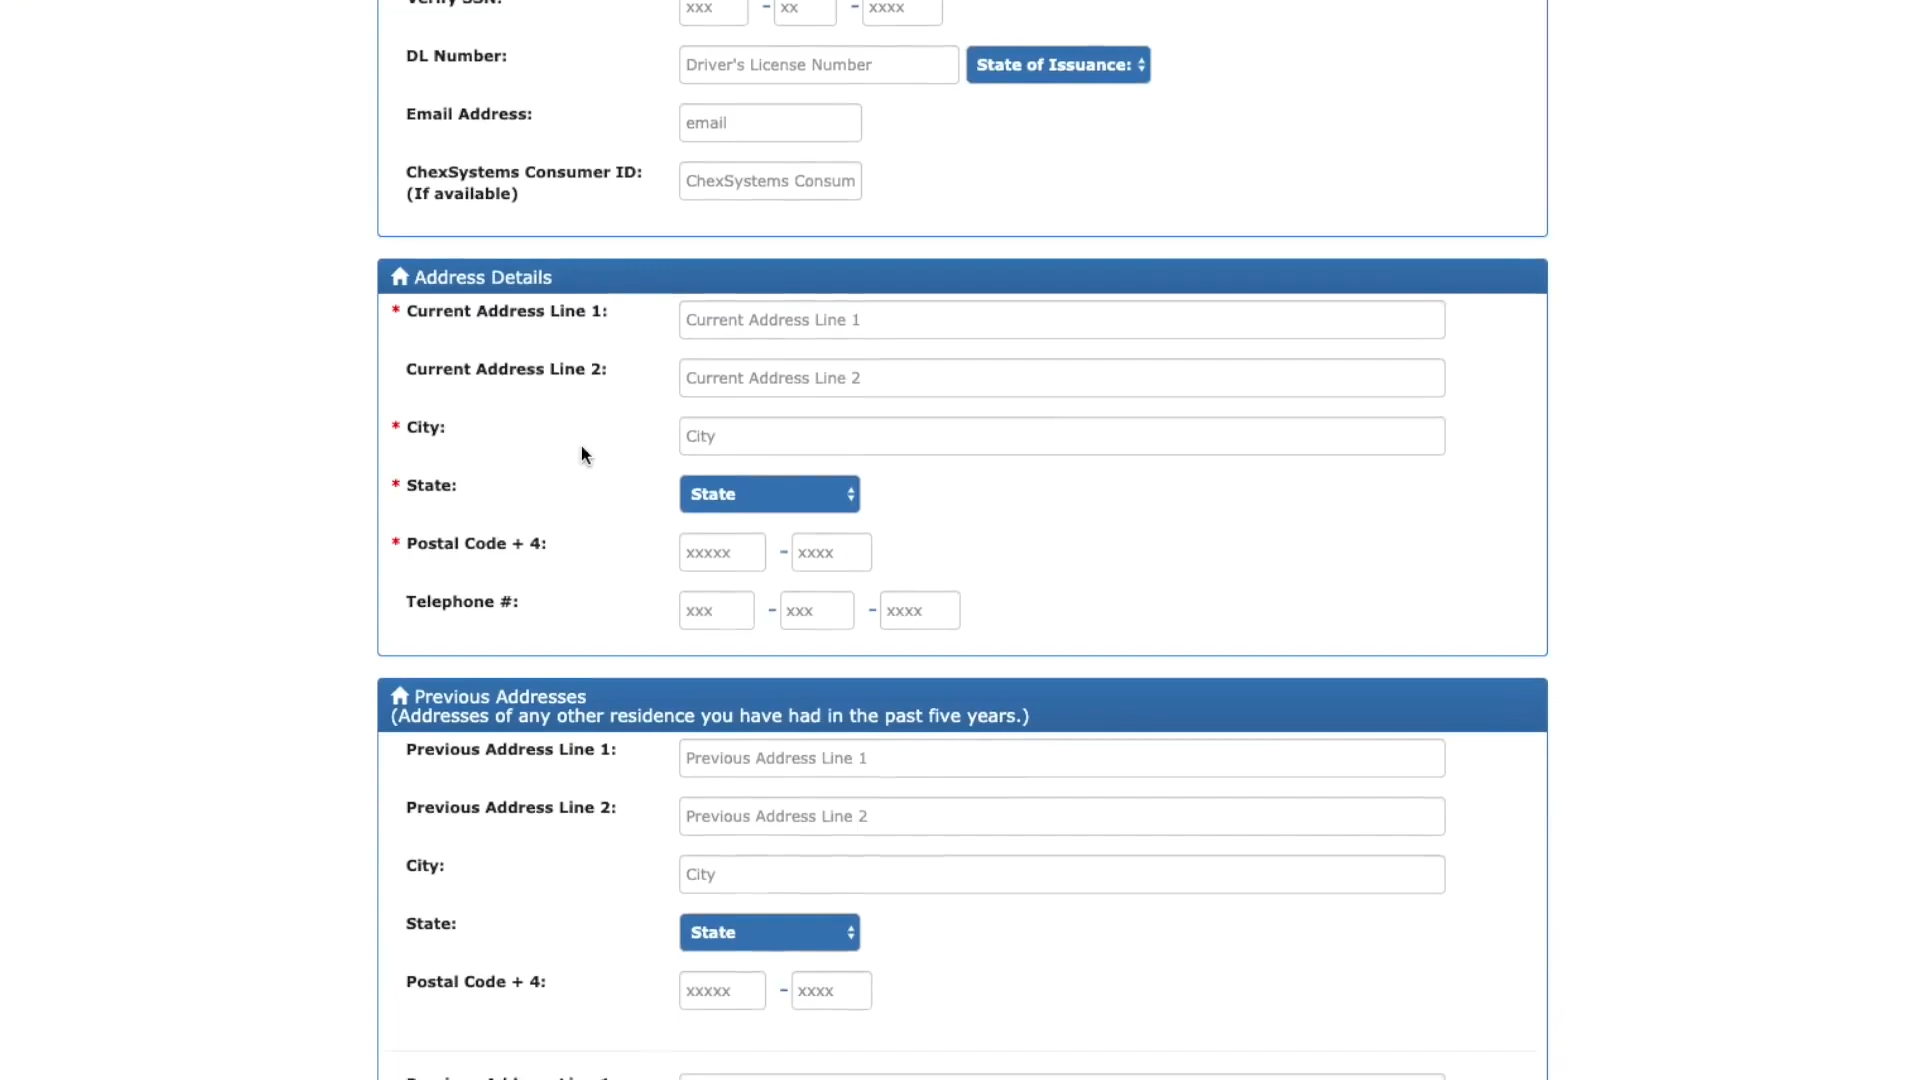 Verify SSN:
xxx - xx - xxxx
DL Number:
Driver's License Number
State of Issuance:
Email Address:
email
ChexSystems Consumer ID:
(If available)
ChexSystems Consum
Address Details
* Current Address Line 1:
Current Address Line 1
Current Address Line 2:
Current Address Line 2
* City:
City
* State:
State
* Postal Code + 4:
xxxxx - xxxx
Telephone #:
xxx - xxx - xxxx
Previous Addresses
(Addresses of any other residence you have had in the past five years.)
Previous Address Line 1:
Previous Address Line 1
Previous Address Line 2:
Previous Address Line 2
City:
City
State:
State
Postal Code + 4:
xxxxx - xxxx